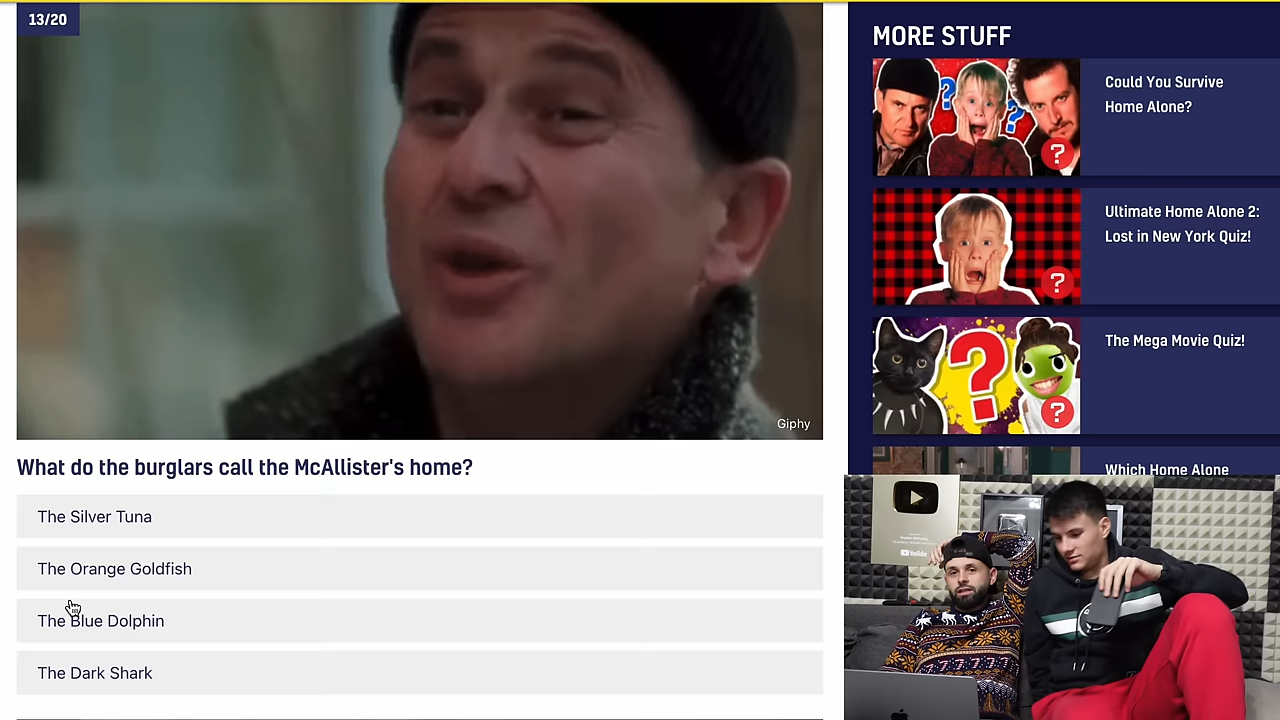 13/20
Giphy
What do the burglars call the McAllister's home?
The Silver Tuna
The Orange Goldfish
The Blue Dolphin
The Dark Shark
MORE STUFF
Could You Survive
Home Alone?
Ultimate Home Alone 2:
Lost in New York Quiz!
The Mega Movie Quiz!
Which Home Alone
YouTube